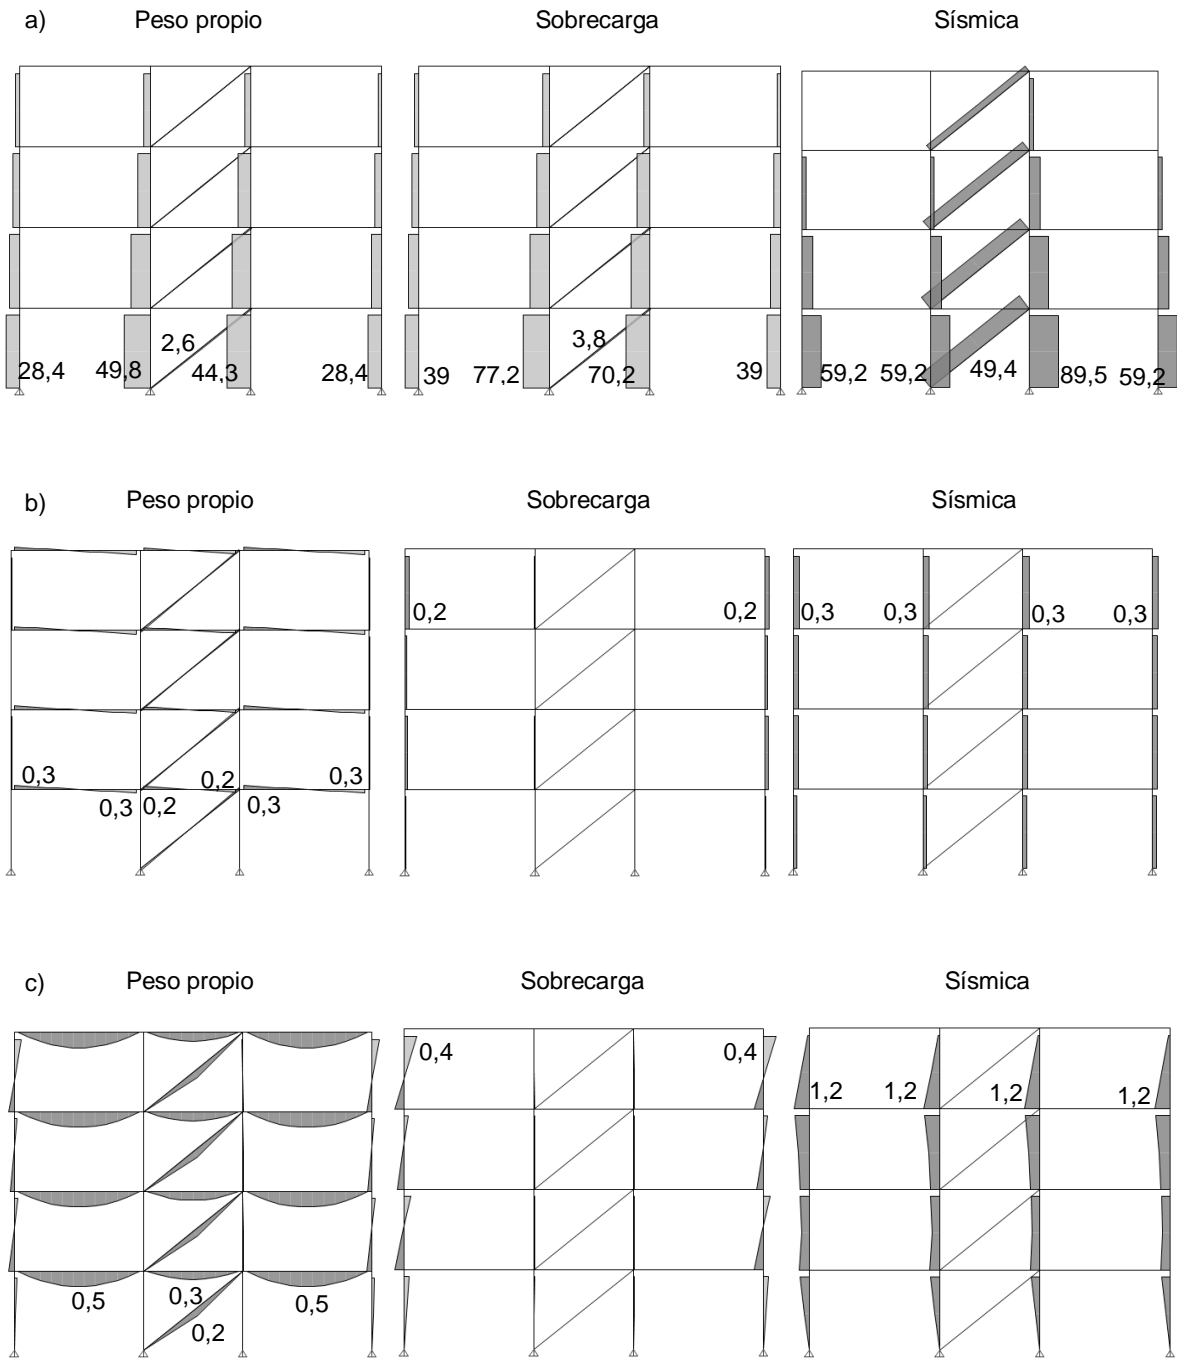 a) Peso propio Sobrecarga Sísmica
2,6 3,8
28,4 49,8 44,3 28,4 39 77,2 70,2 39 59,2 59,2 49,4 89,5 59,2
b) Peso propio Sobrecarga Sísmica
0,2 0,2 0,3 0,3 0,3 0,3
0,3 0,2 0,3
0,3 0,2 0,3
c) Peso propio Sobrecarga Sísmica
0,4 0,4 1,2 1,2 1,2 1,2
0,5 0,3 0,5
0,2